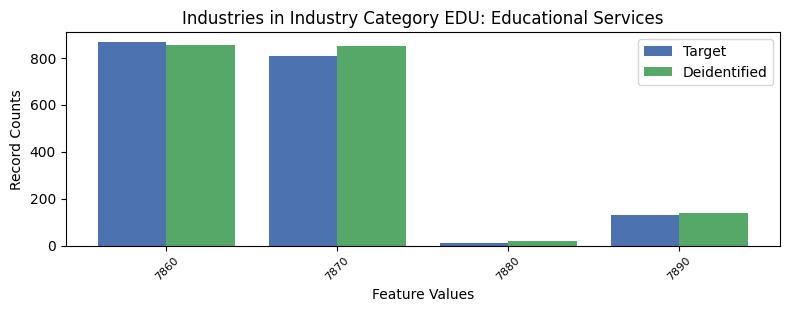 Industries in Industry Category EDU: Educational Services
Target
Deidentified
Record Counts
800
600
400
200
0
7860
7870
7880
7890
Feature Values